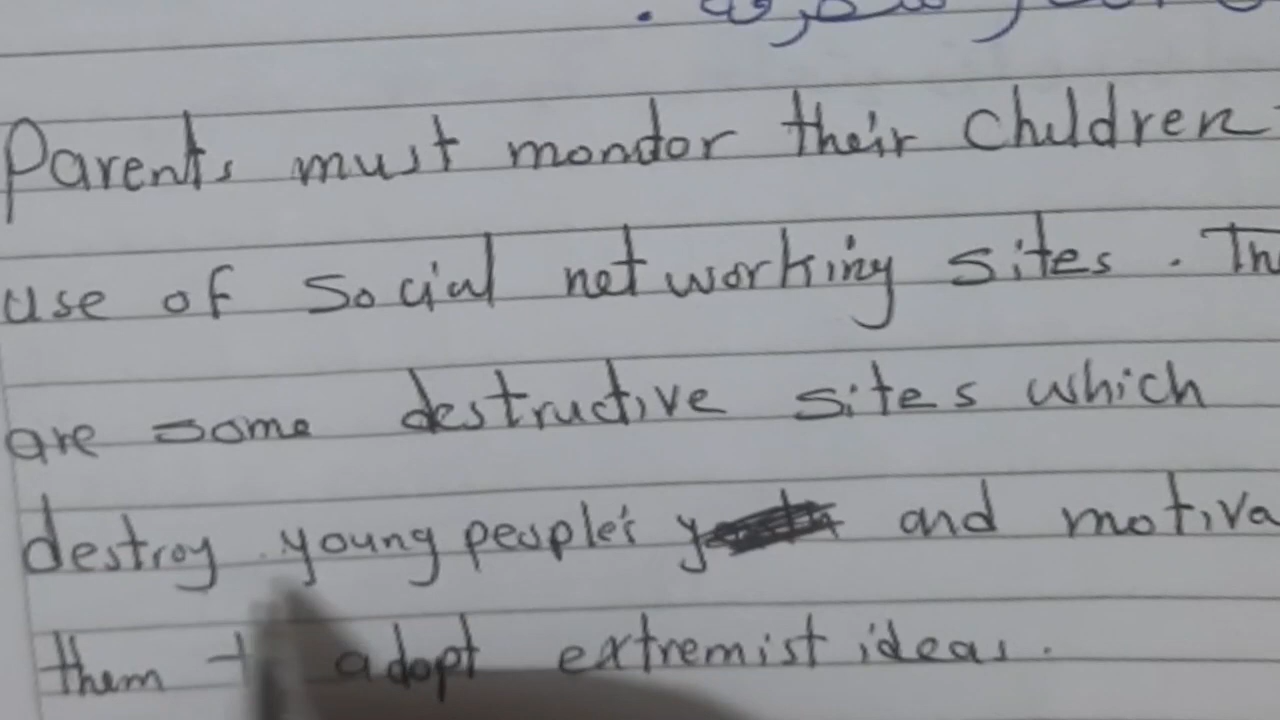 Parents must monitor their children
use of social networking sites. Th
are some destructive sites which
destroy young people's and motiva
them to adopt extremist ideas.